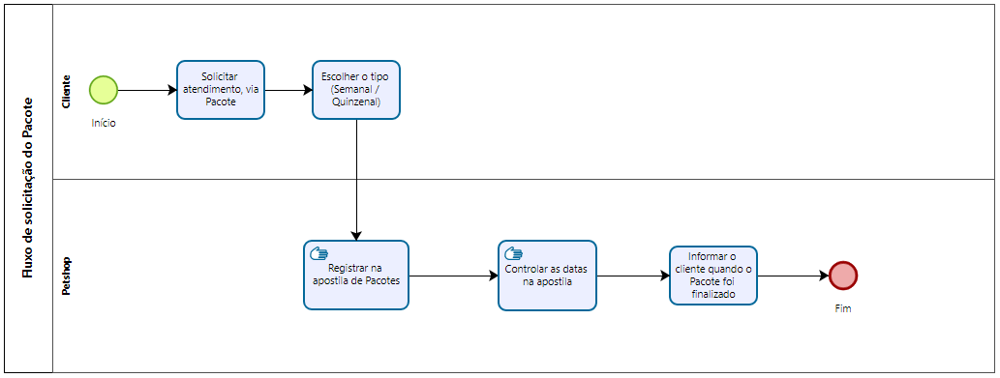 Fluxo de solicitação do Pacote
Cliente
Início
Solicitar
atendimento, via
Pacote
Escolher o tipo
(Semanal /
Quinzenal)
Petshop
Registrar na
apostila de Pacotes
Controlar as datas
na apostila
Informar o
cliente quando o
Pacote foi
finalizado
Fim